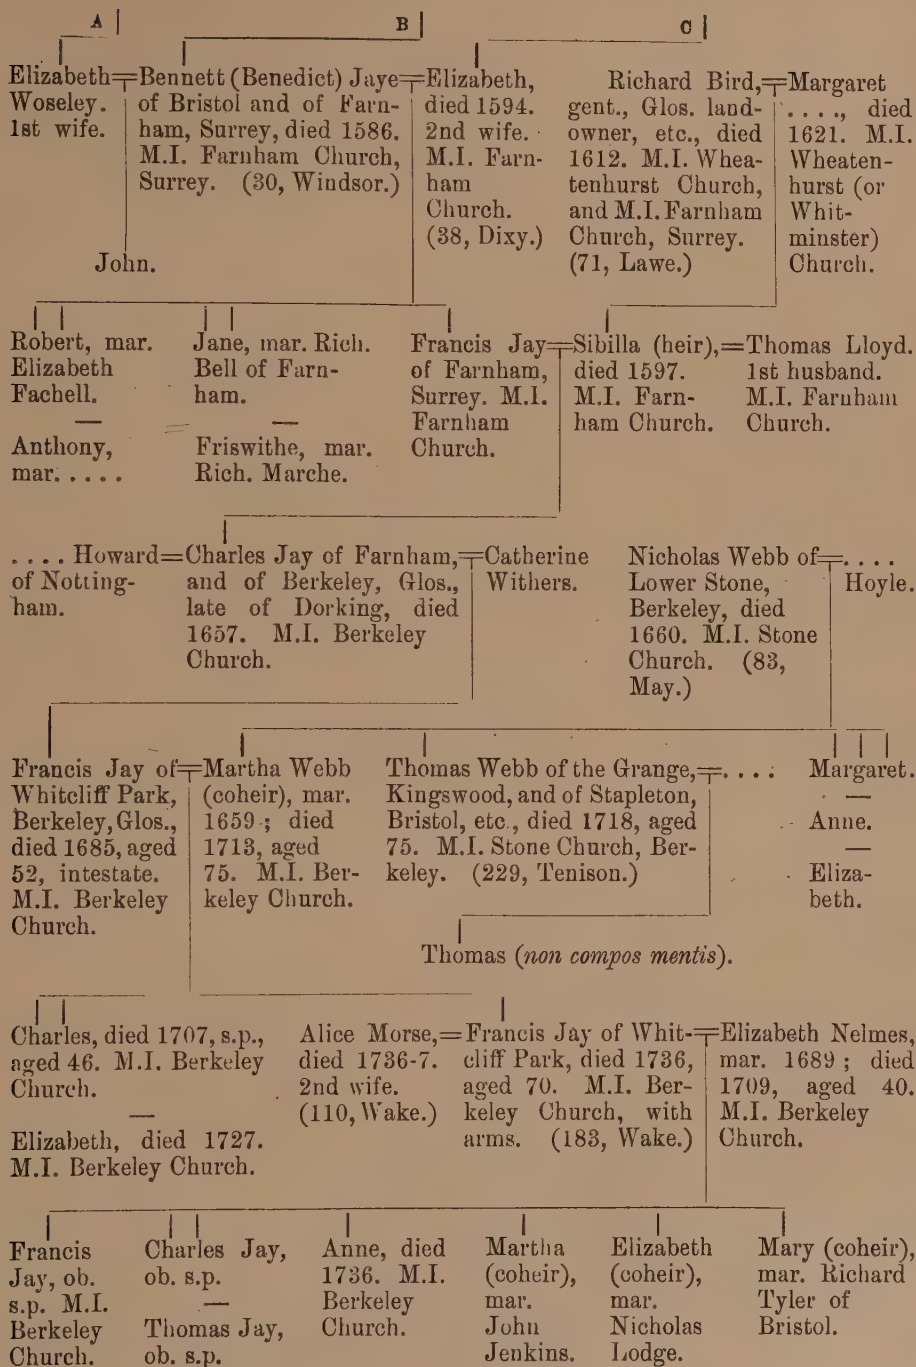 A B C
Elizabeth
Woseley.
1st wife.
Bennett (Benedict) Jaye
of Bristol and of Farn-
ham, Surrey, died 1586.
M.I. Farnham Church,
Surrey. (30, Windsor.)
Elizabeth,
died 1594.
2nd wife.
M.I. Farn-
ham
Church.
(38, Dixy.)
Richard Bird,
gent., Glos. land-
owner, etc., died
1612. M.I. Whea-
tenhurst Church,
and M.I. Farnham
Church, Surrey.
(71, Lawe.)
Margaret
. . . ., died
1621. M.I.
Wheaten-
hurst (or
Whit-
minster)
Church.
John.
Robert, mar.
Elizabeth
Fachell.
—
Anthony,
mar. . . . .
Jane, mar. Rich.
Bell of Farn-
ham.
—
Friswithe, mar.
Rich. Marche.
Francis Jay
of Farnham,
Surrey. M.I.
Farnham
Church.
=Sibilla (heir),
died 1597.
M.I. Farn-
ham Church.
=Thomas Lloyd.
1st husband.
M.I. Farnham
Church.
. . . . Howard
of Notting-
ham.
=Charles Jay of Farnham,
and of Berkeley, Glos.,
late of Dorking, died
1657. M.I. Berkeley
Church.
Catherine
Withers.
Nicholas Webb of
Lower Stone,
Berkeley, died
1660. M.I. Stone
Church. (83,
May.)
. . . .
Hoyle.
Francis Jay of
Whitcliff Park,
Berkeley, Glos.,
died 1685, aged
52, intestate.
M.I. Berkeley
Church.
Martha Webb
(coheir), mar.
1659; died
1713, aged
75. M.I. Ber-
keley Church.
Thomas Webb of the Grange,
Kingswood, and of Stapleton,
Bristol, etc., died 1718, aged
75. M.I. Stone Church, Ber-
keley. (229, Tenison.)
. . . .
Margaret.
—
Anne.
—
Eliza-
beth.
Thomas (non compos mentis).
Charles, died 1707, s.p.,
aged 46. M.I. Berkeley
Church.
—
Elizabeth, died 1727.
M.I. Berkeley Church.
Alice Morse,
died 1736-7.
2nd wife.
(110, Wake.)
=Francis Jay of Whit-
cliff Park, died 1736,
aged 70. M.I. Ber-
keley Church, with
arms. (183, Wake.)
Elizabeth Nelmes,
mar. 1689; died
1709, aged 40.
M.I. Berkeley
Church.
Francis
Jay, ob.
s.p. M.I.
Berkeley
Church.
Charles Jay,
ob. s.p.
—
Thomas Jay,
ob. s.p.
Anne, died
1736. M.I.
Berkeley
Church.
Martha
(coheir),
mar.
John
Jenkins.
Elizabeth
(coheir),
mar.
Nicholas
Lodge.
Mary (coheir),
mar. Richard
Tyler of
Bristol.